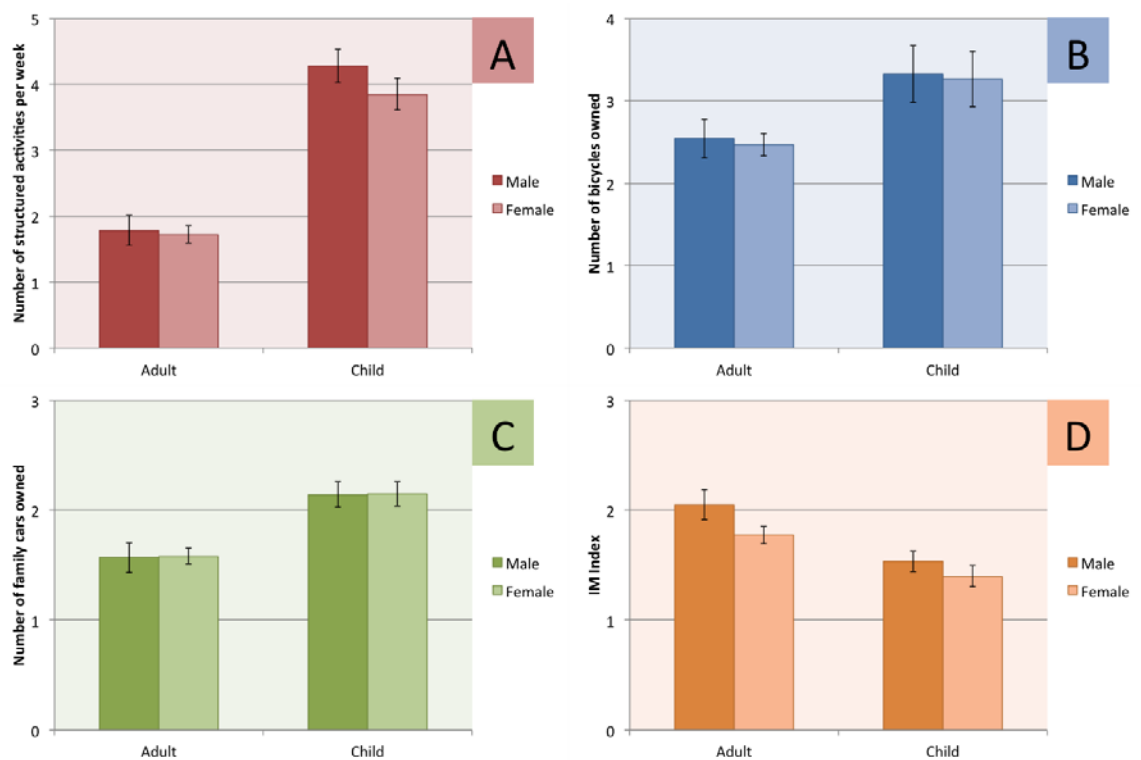 A
Number of structured activities per week
5
4
3
2
1
0
Adult
Child
Male
Female
B
Number of bicycles owned
4
3
2
1
0
Adult
Child
Male
Female
C
Number of family cars owned
3
2
1
0
Adult
Child
Male
Female
D
IM Index
3
2
1
0
Adult
Child
Male
Female